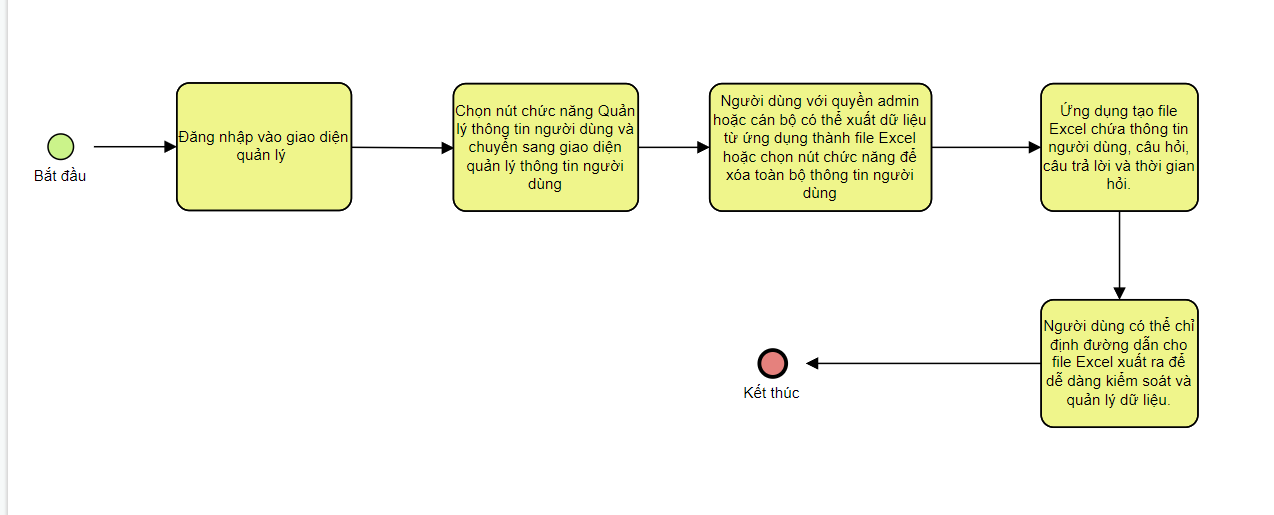 Bắt đầu
Đăng nhập vào giao diện
quản lý
Chọn nút chức năng Quản
lý thông tin người dùng và
chuyển sang giao diện
quản lý thông tin người
dùng
Người dùng với quyền admin
hoặc cán bộ có thể xuất dữ liệu
từ ứng dụng thành file Excel
hoặc chọn nút chức năng để
xóa toàn bộ thông tin người
dùng
Ứng dụng tạo file
Excel chứa thông tin
người dùng, câu hỏi,
câu trả lời và thời gian
hỏi.
Người dùng có thể chỉ
định đường dẫn cho
file Excel xuất ra để
dễ dàng kiểm soát và
quản lý dữ liệu.
Kết thúc